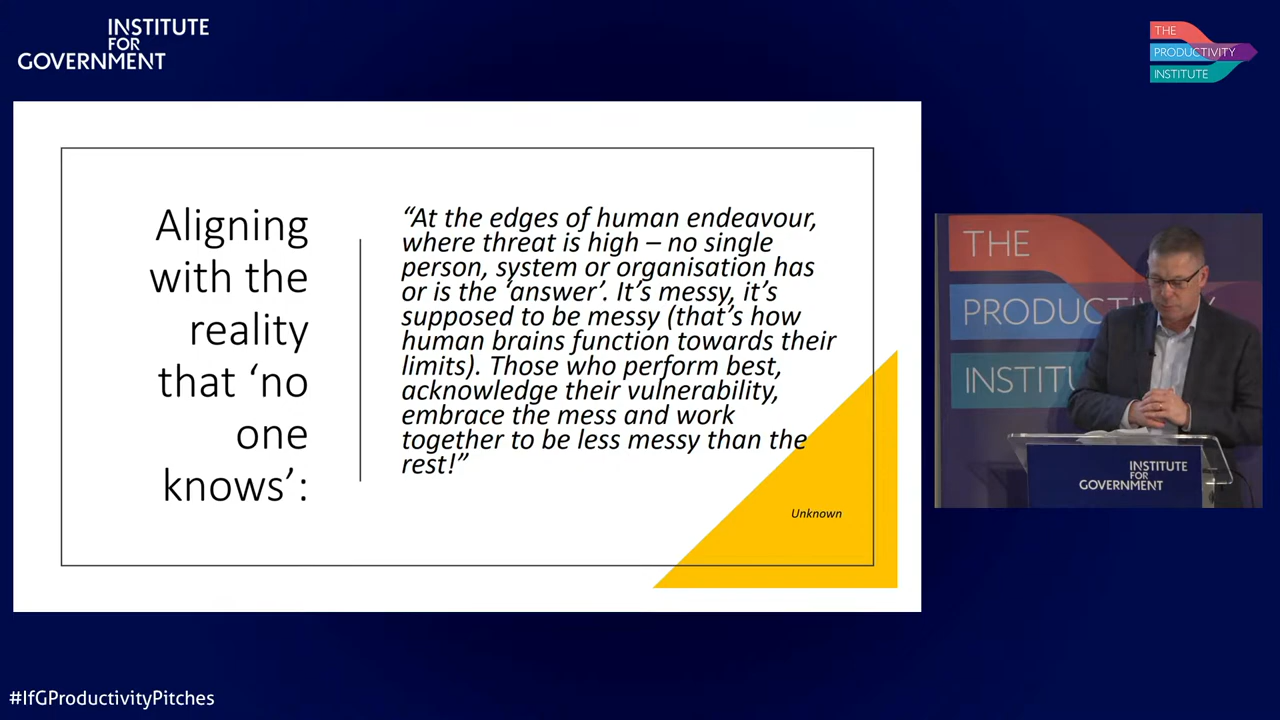 INSTITUTE
FOR
GOVERNMENT
THE
PRODUCTIVITY
INSTITUTE
Aligning
with the
reality
that ‘no
one
knows’:
“At the edges of human endeavour,
where threat is high – no single
person, system or organisation has
or is the ‘answer’. It’s messy, it’s
supposed to be messy (that’s how
human brains function towards their
limits). Those who perform best,
acknowledge their vulnerability,
embrace the mess and work
together to be less messy than the
rest!”
Unknown
THE
PRODUCTIVITY
INSTITU
INSTITUTE
FOR
GOVERNMENT
#IfGProductivityPitches